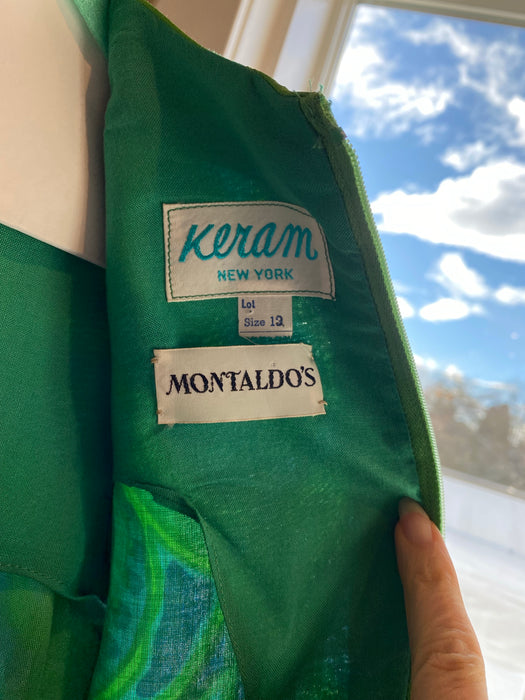 Keram
NEW YORK
Lot
Size 12
MONTALDO'S